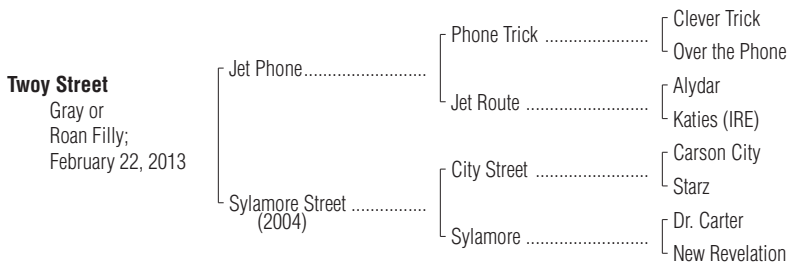 Twoy Street
Gray or
Roan Filly;
February 22, 2013
Jet Phone...........................
Sylamore Street .................
(2004)
Phone Trick .......................
Jet Route ..........................
City Street .........................
Sylamore ...........................
Clever Trick
Over the Phone
Alydar
Katies (IRE)
Carson City
Starz
Dr. Carter
New Revelation